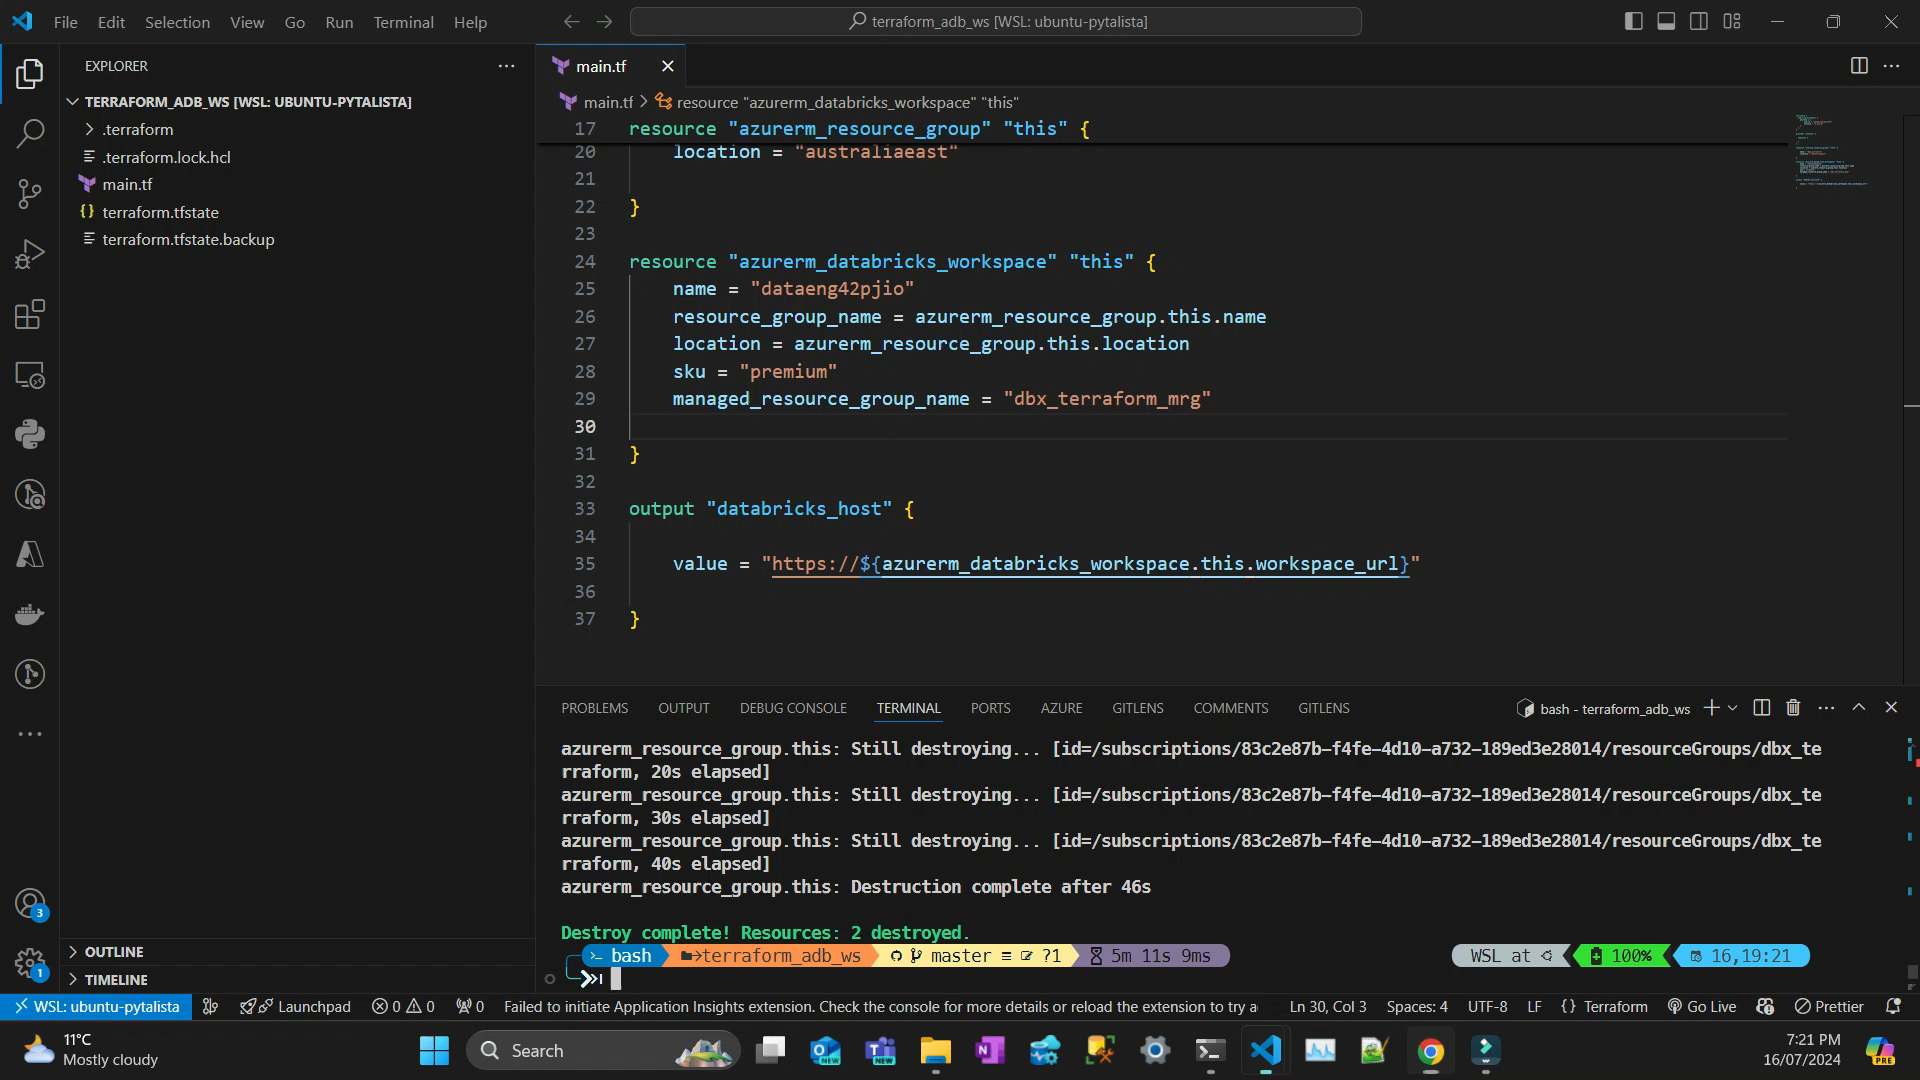 File Edit Selection View Go Run Terminal Help
terraform_adb_ws [WSL: ubuntu-pytalista]
EXPLORER
TERRAFORM_ADB_WS [WSL: UBUNTU-PYTALISTA]
.terraform
.terraform.lock.hcl
main.tf
terraform.tfstate
terraform.tfstate.backup
OUTLINE
TIMELINE
3
1
main.tf
main.tf > resource "azurerm_databricks_workspace" "this"
17 resource "azurerm_resource_group" "this" {
20 location = "australiaeast"
21
22 }
23
24 resource "azurerm_databricks_workspace" "this" {
25 name = "dataeng42pjio"
26 resource_group_name = azurerm_resource_group.this.name
27 location = azurerm_resource_group.this.location
28 sku = "premium"
29 managed_resource_group_name = "dbx_terraform_mrg"
30
31 }
32
33 output "databricks_host" {
34
35 value = "https://${azurerm_databricks_workspace.this.workspace_url}"
36
37 }
PROBLEMS OUTPUT DEBUG CONSOLE TERMINAL PORTS AZURE GITLENS COMMENTS GITLENS
bash - terraform_adb_ws
azurerm_resource_group.this: Still destroying... [id=/subscriptions/83c2e87b-f4fe-4d10-a732-189ed3e28014/resourceGroups/dbx_te
rraform, 20s elapsed]
azurerm_resource_group.this: Still destroying... [id=/subscriptions/83c2e87b-f4fe-4d10-a732-189ed3e28014/resourceGroups/dbx_te
rraform, 30s elapsed]
azurerm_resource_group.this: Still destroying... [id=/subscriptions/83c2e87b-f4fe-4d10-a732-189ed3e28014/resourceGroups/dbx_te
rraform, 40s elapsed]
azurerm_resource_group.this: Destruction complete after 46s
Destroy complete! Resources: 2 destroyed.
bash terraform_adb_ws master ≡ ?1 5m 11s 9ms WSL at 100% 16,19:21
WSL: ubuntu-pytalista Launchpad 0 0 0 Failed to initiate Application Insights extension. Check the console for more details or reload the extension to try a Ln 30, Col 3 Spaces: 4 UTF-8 LF {} Terraform Go Live Prettier
11°C
Mostly cloudy
Search
NEW
NEW
PRE
7:21 PM
16/07/2024